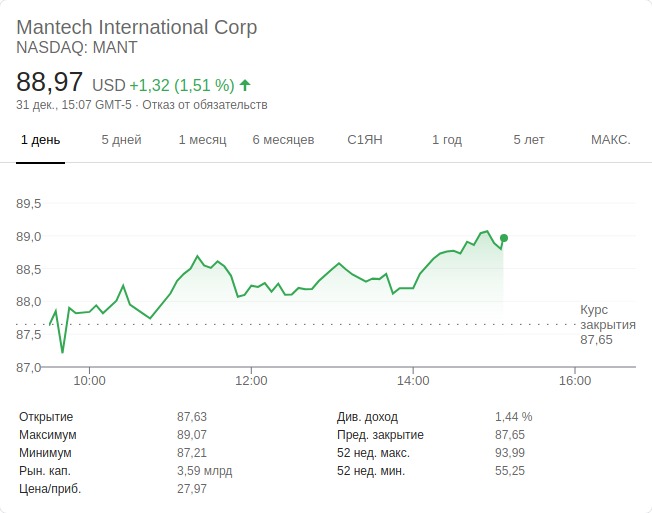 Mantech International Corp
NASDAQ: MANT
88,97 USD +1,32 (1,51 %)
31 дек., 15:07 GMT-5 · Отказ от обязательств
1 день 5 дней 1 месяц 6 месяцев С1ЯН 1 год 5 лет МАКС.
89,5
89,0
88,5
88,0
87,5
87,0
Курс
закрытия
87,65
10:00 12:00 14:00 16:00
Открытие 87,63 Див. доход 1,44 %
Максимум 89,07 Пред. закрытие 87,65
Минимум 87,21 52 нед. макс. 93,99
Рын. кап. 3,59 млрд 52 нед. мин. 55,25
Цена/приб. 27,97